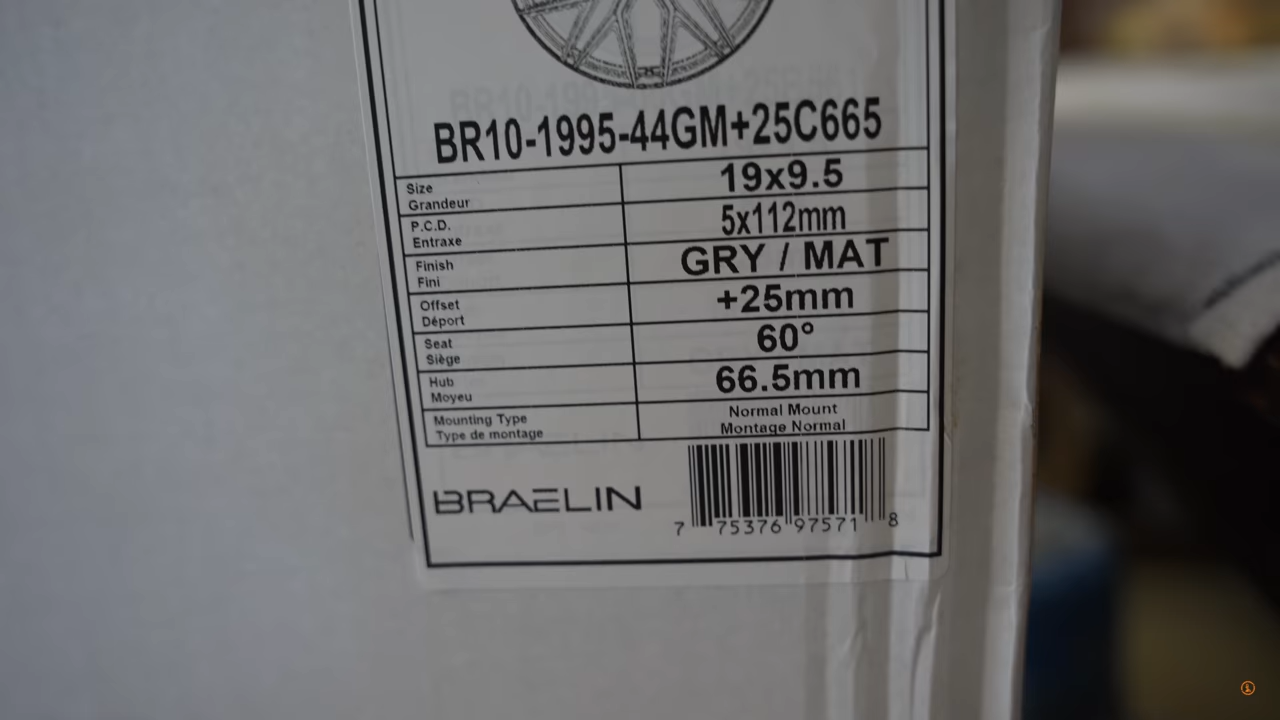 BR10-1995-44GM+25C665
Size
Grandeur
19x9.5
P.C.D.
Entraxe
5x112mm
Finish
Fini
GRY / MAT
Offset
Déport
+25mm
Seat
Siège
60°
Hub
Moyeu
66.5mm
Mounting Type
Type de montage
Normal Mount
Montage Normal
BRAELIN
7 75376 97571 8